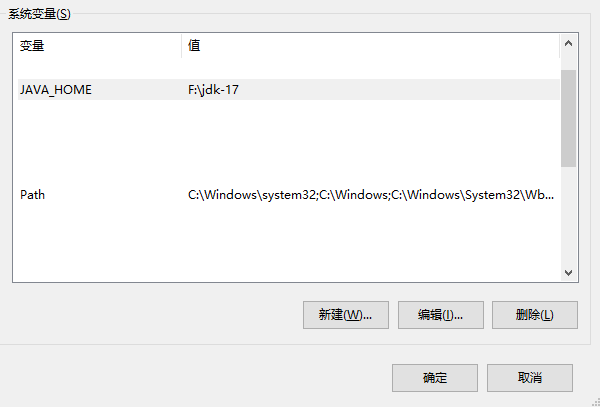 系统变量(S)
变量 值
JAVA_HOME F:\jdk-17
Path C:\Windows\system32;C:\Windows;C:\Windows\System32\Wb...
新建(W)... 编辑(I)... 删除(L)
确定 取消